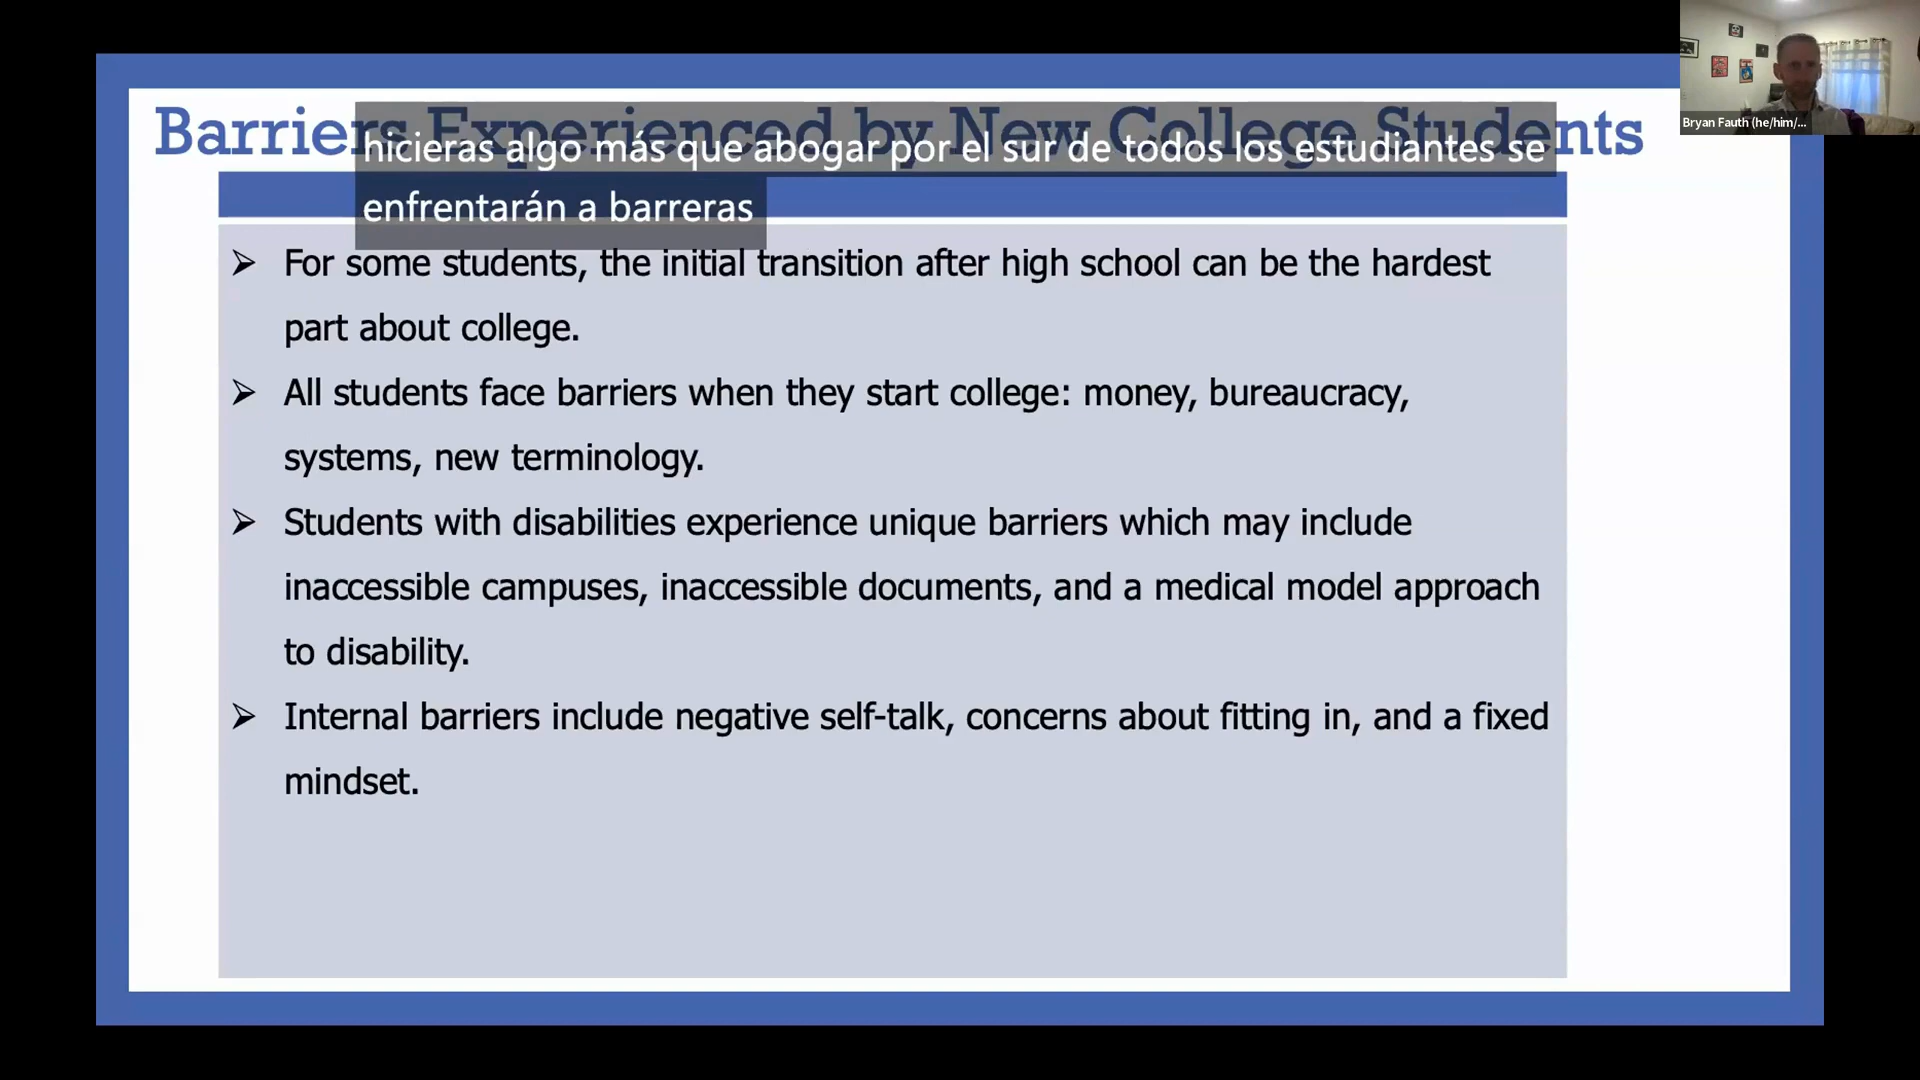 Barriers Experienced by New College Students
hicieras algo más que abogar por el sur de todos los estudiantes se
enfrentarán a barreras
➢ For some students, the initial transition after high school can be the hardest
part about college.
➢ All students face barriers when they start college: money, bureaucracy,
systems, new terminology.
➢ Students with disabilities experience unique barriers which may include
inaccessible campuses, inaccessible documents, and a medical model approach
to disability.
➢ Internal barriers include negative self-talk, concerns about fitting in, and a fixed
mindset.
Bryan Fauth (he/him/...